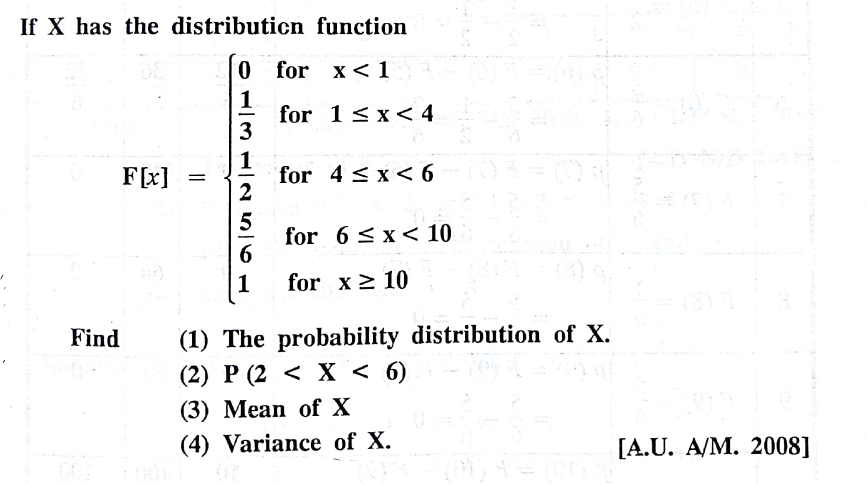 If X has the distribution function
0 for x < 1
1/3 for 1 ≤ x < 4
F[x] = 1/2 for 4 ≤ x < 6
5/6 for 6 ≤ x < 10
1 for x ≥ 10
Find (1) The probability distribution of X.
(2) P (2 < X < 6)
(3) Mean of X
(4) Variance of X.
[A.U. A/M. 2008]